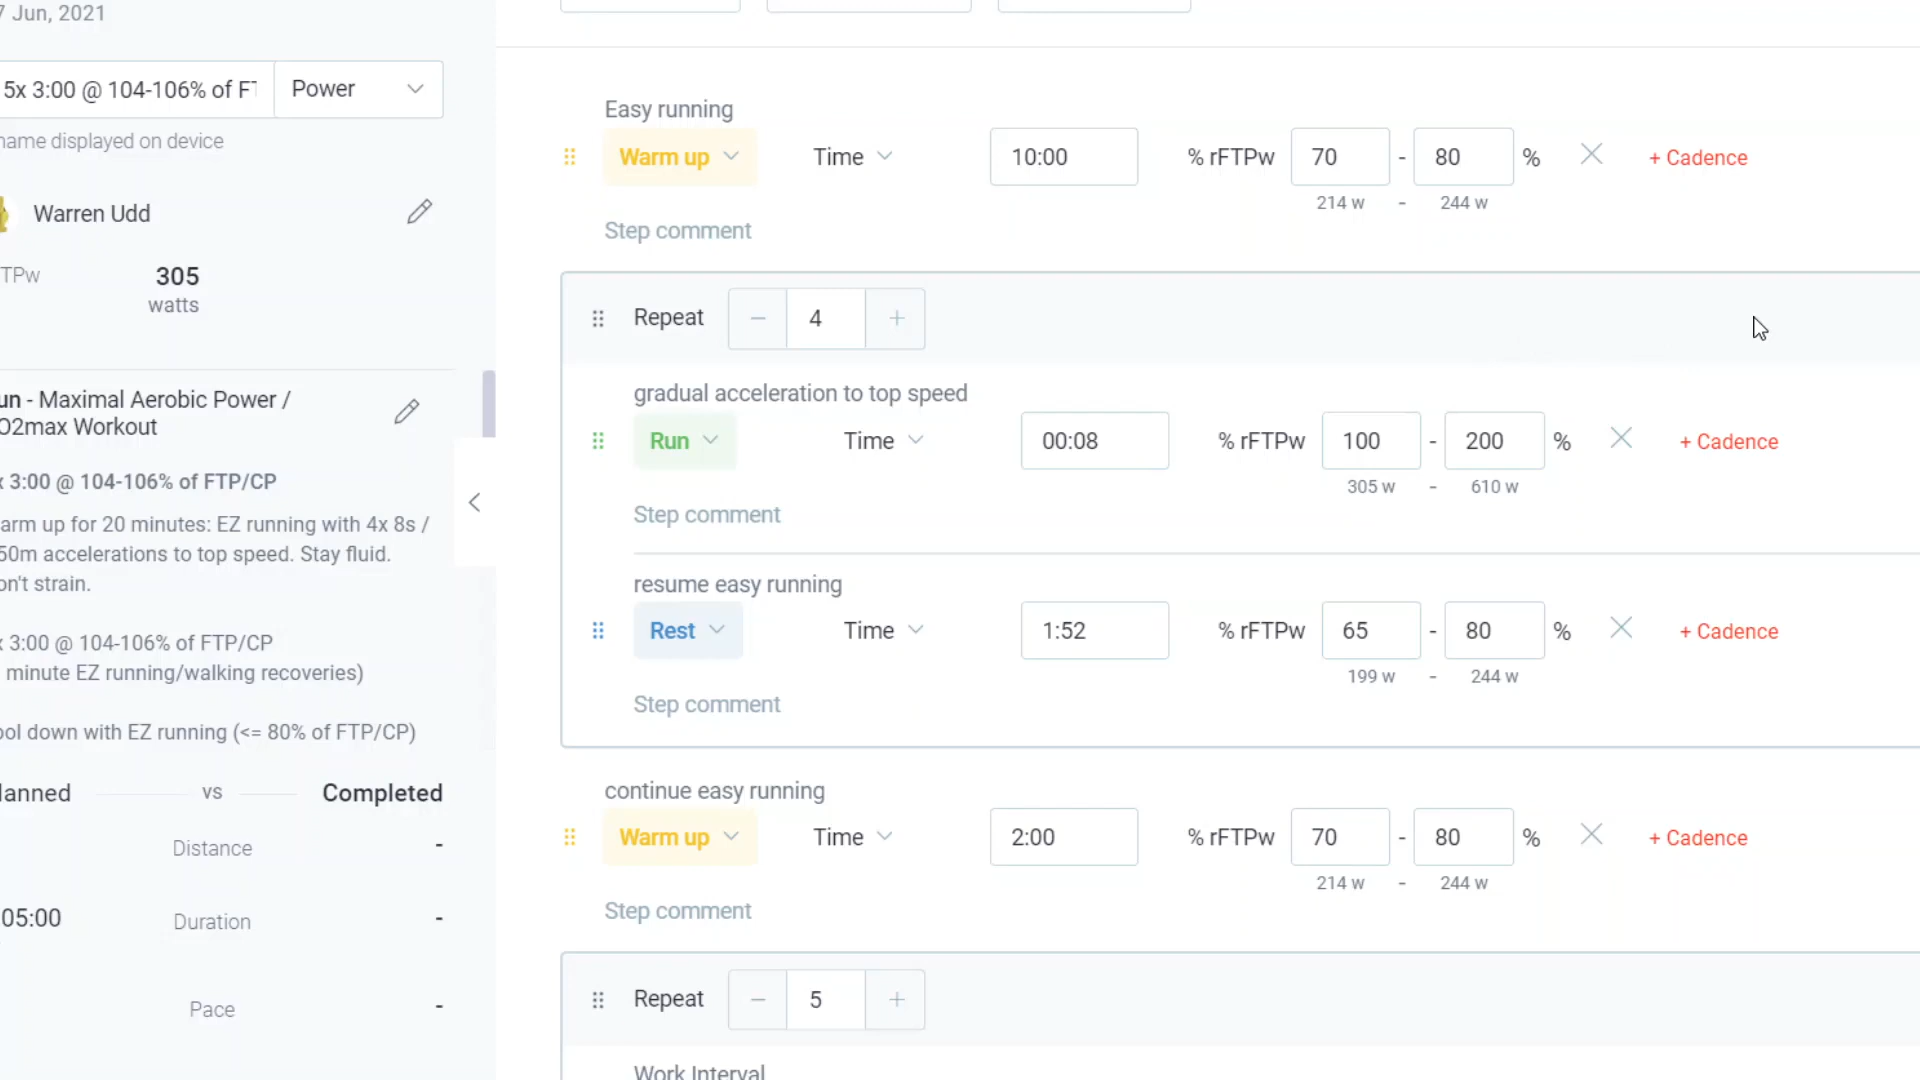 7 Jun, 2021
5x 3:00 @ 104-106% of FT
Power
name displayed on device
Warren Udd
TPw
305
watts
un - Maximal Aerobic Power /
O2max Workout
x 3:00 @ 104-106% of FTP/CP
arm up for 20 minutes: EZ running with 4x 8s /
50m accelerations to top speed. Stay fluid.
on't strain.
x 3:00 @ 104-106% of FTP/CP
minute EZ running/walking recoveries)
ool down with EZ running (<= 80% of FTP/CP)
lanned vs Completed
Distance -
05:00 Duration -
Pace -
Easy running
Warm up Time 10:00 % rFTPw 70 - 80 % + Cadence
214 w - 244 w
Step comment
Repeat − 4 +
gradual acceleration to top speed
Run Time 00:08 % rFTPw 100 - 200 % + Cadence
305 w - 610 w
Step comment
resume easy running
Rest Time 1:52 % rFTPw 65 - 80 % + Cadence
199 w - 244 w
Step comment
continue easy running
Warm up Time 2:00 % rFTPw 70 - 80 % + Cadence
214 w - 244 w
Step comment
Repeat − 5 +
Work Interval